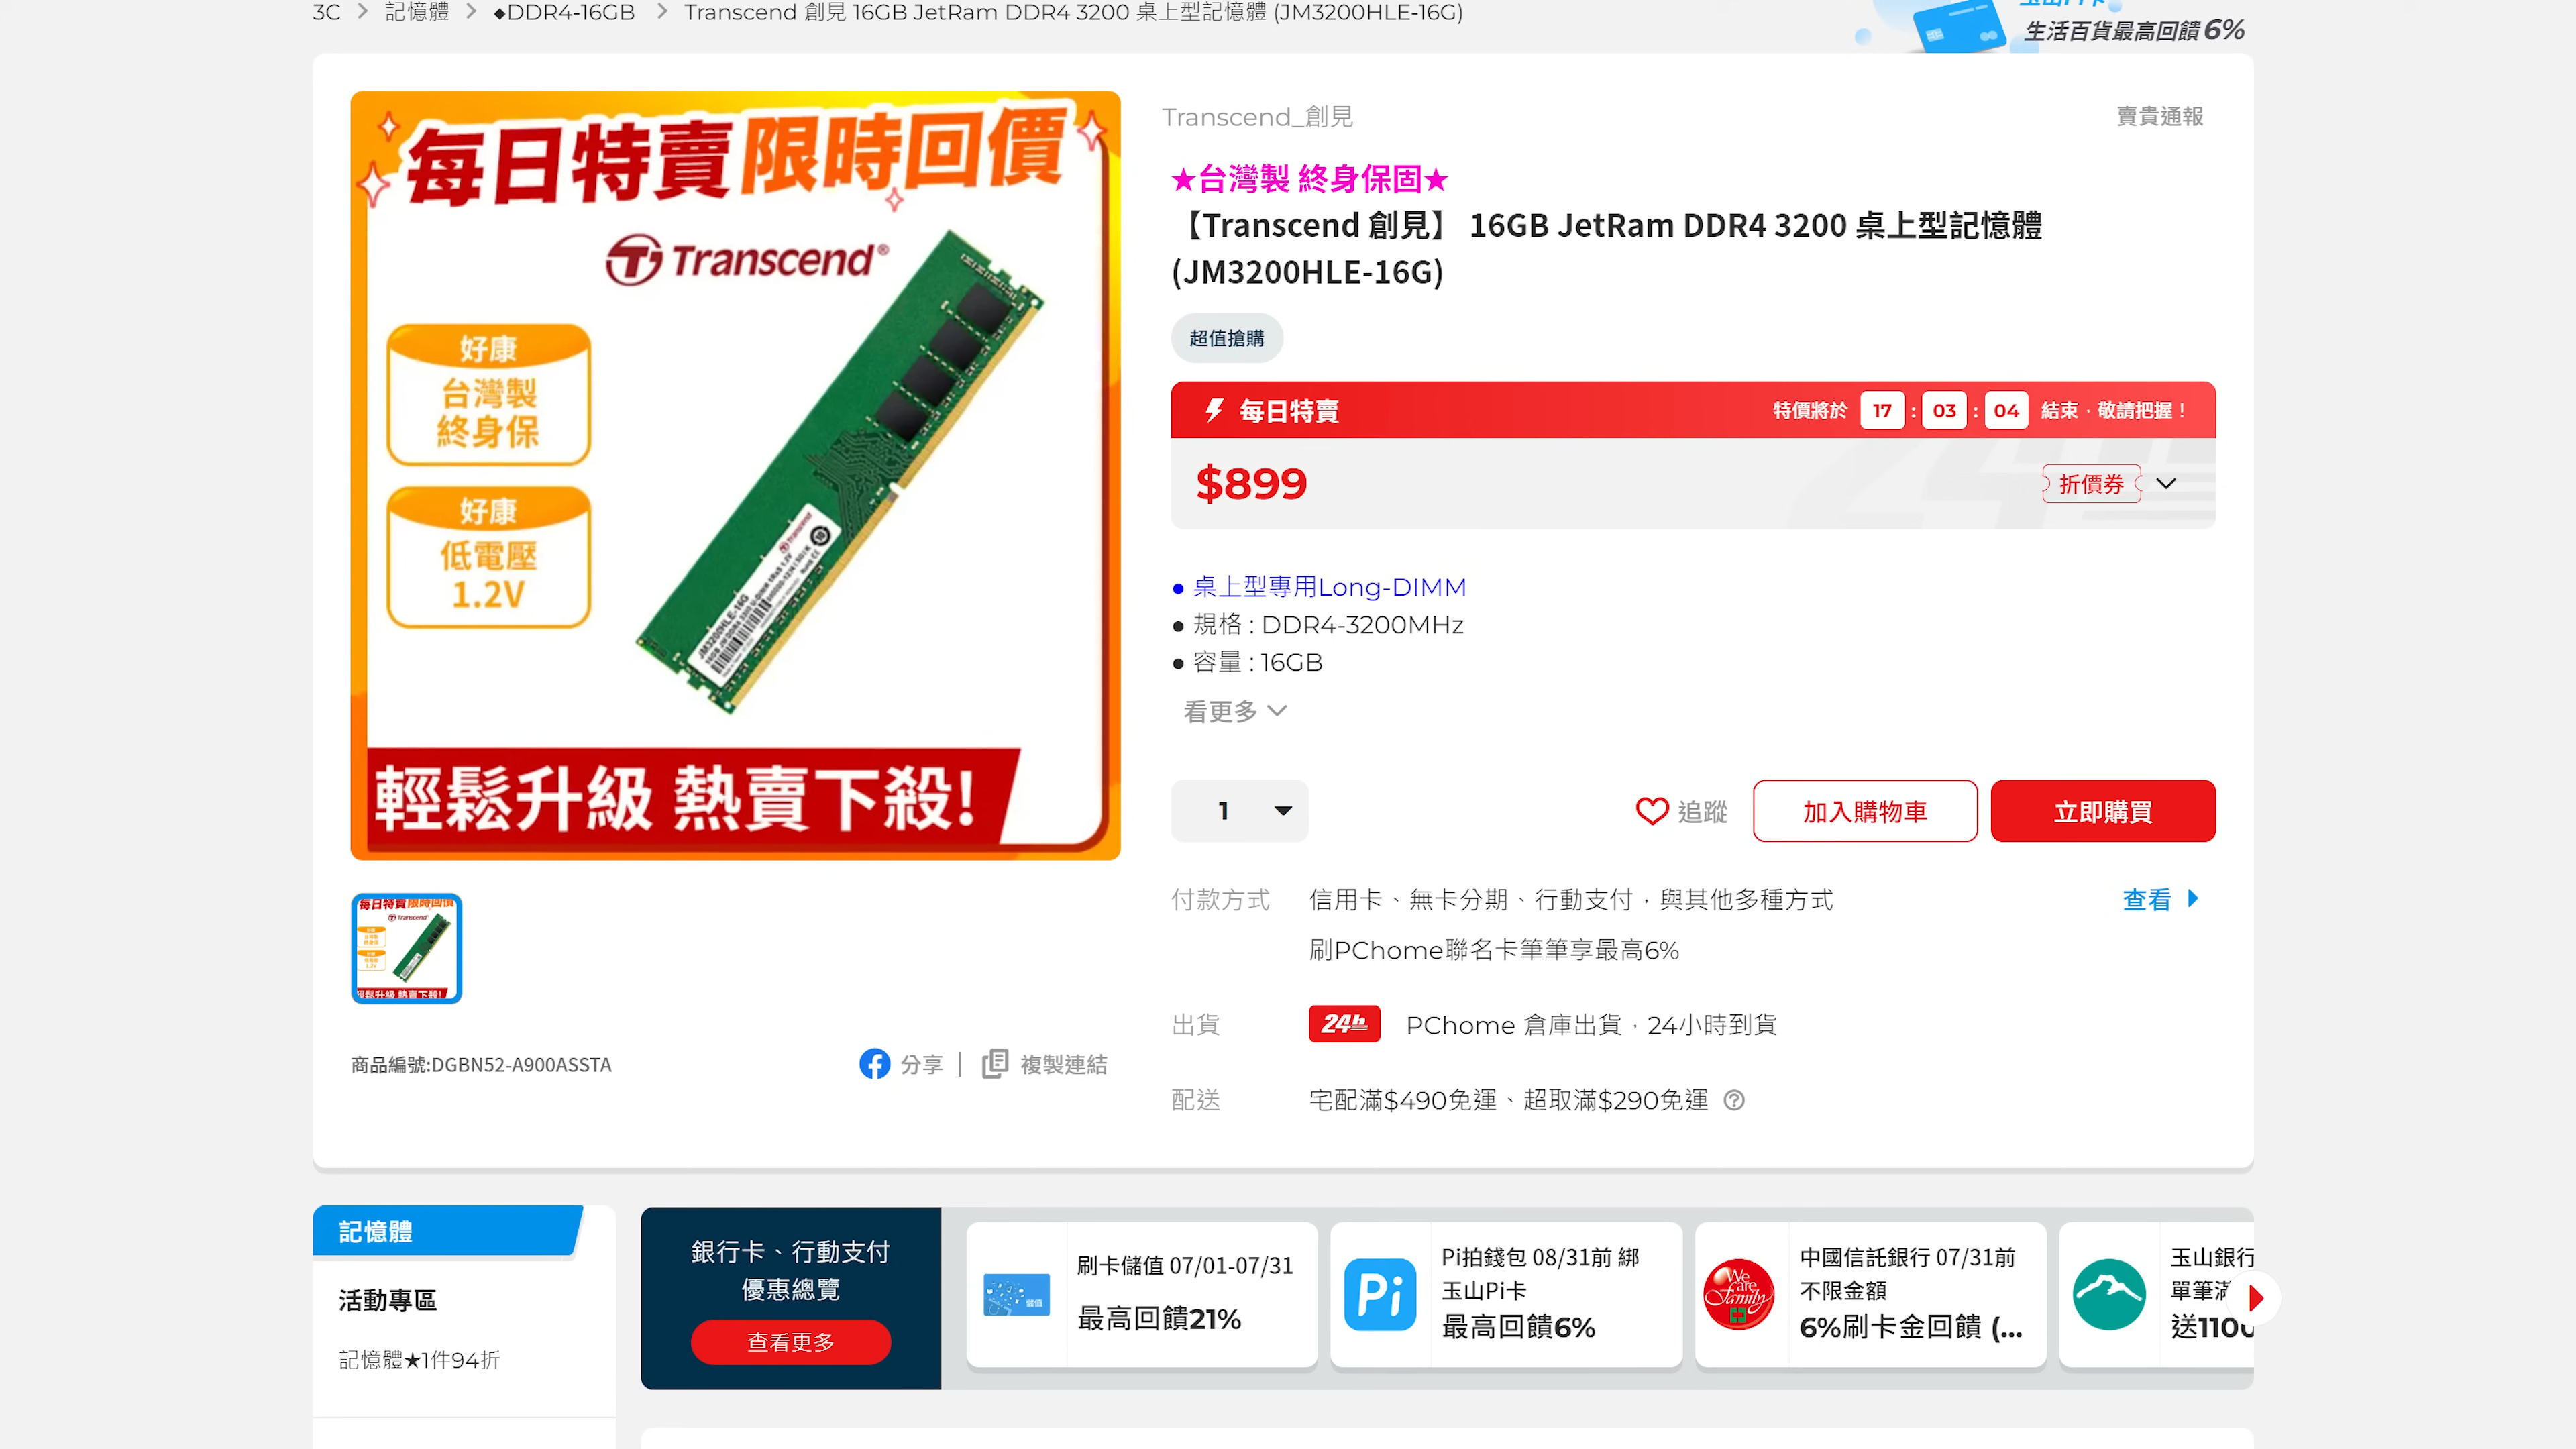 3C > 記憶體 > ◆DDR4-16GB > Transcend 創見 16GB JetRam DDR4 3200 桌上型記憶體 (JM3200HLE-16G)
生活百貨最高回饋6%
每日特賣限時回價
Transcend®
好康
台灣製
終身保
好康
低電壓
1.2V
JM3200HLE-16G
輕鬆升級 熱賣下殺!
商品編號:DGBN52-A900ASSTA
分享 | 複製連結
Transcend_創見
賣貴通報
★台灣製 終身保固★
【Transcend 創見】 16GB JetRam DDR4 3200 桌上型記憶體
(JM3200HLE-16G)
超值搶購
每日特賣
特價將於 17 : 03 : 04 結束，敬請把握！
$899
折價券
● 桌上型專用Long-DIMM
● 規格 : DDR4-3200MHz
● 容量 : 16GB
看更多
1
追蹤
加入購物車
立即購買
付款方式
信用卡、無卡分期、行動支付，與其他多種方式
查看
刷PChome聯名卡筆筆享最高6%
出貨
24h
PChome 倉庫出貨，24小時到貨
配送
宅配滿$490免運、超取滿$290免運
記憶體
活動專區
記憶體★1件94折
銀行卡、行動支付
優惠總覽
查看更多
儲值
刷卡儲值 07/01-07/31
最高回饋21%
Pi
Pi拍錢包 08/31前 綁
玉山Pi卡
最高回饋6%
We are Family
中國信託銀行 07/31前
不限金額
6%刷卡金回饋 (...
玉山銀行
單筆滿
送1100